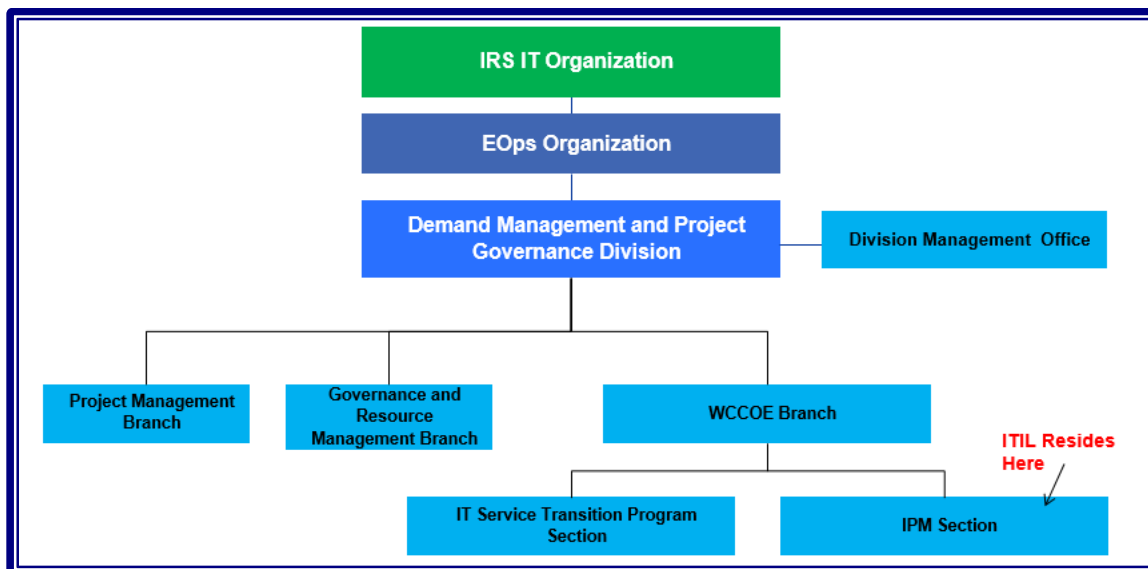 IRS IT Organization
EOps Organization
Demand Management and Project
Governance Division
Division Management Office
Project Management
Branch
Governance and
Resource
Management Branch
WCCOE Branch
ITIL Resides
Here
IT Service Transition Program
Section
IPM Section